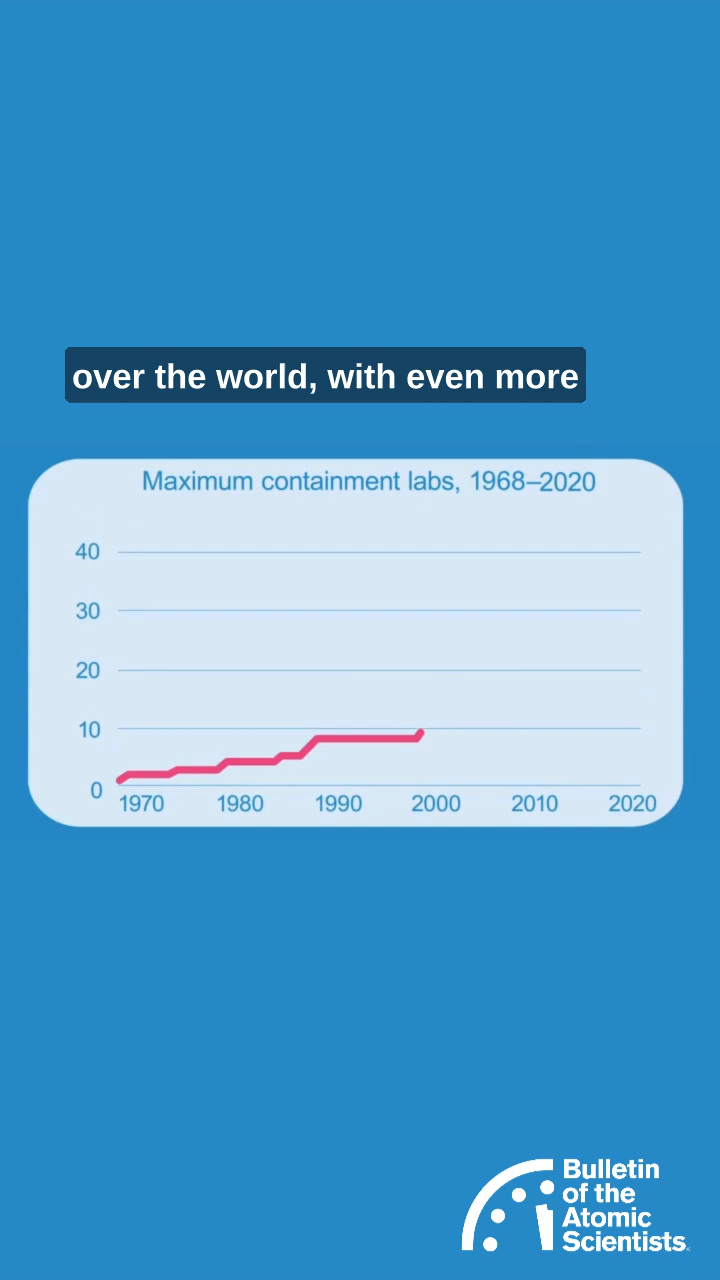 over the world, with even more
Maximum containment labs, 1968–2020
40
30
20
10
0
1970 1980 1990 2000 2010 2020
Bulletin
of the
Atomic
Scientists